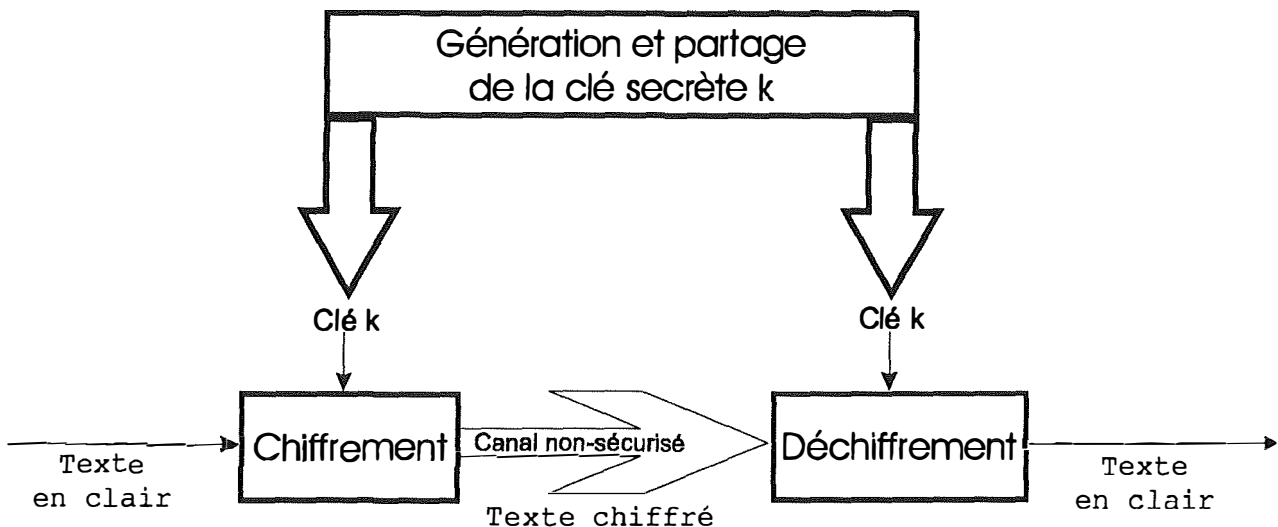 Génération et partage
de la clé secrète k
Clé k
Clé k
Chiffrement
Canal non-sécurisé
Déchiffrement
Texte
en clair
Texte chiffré
Texte
en clair